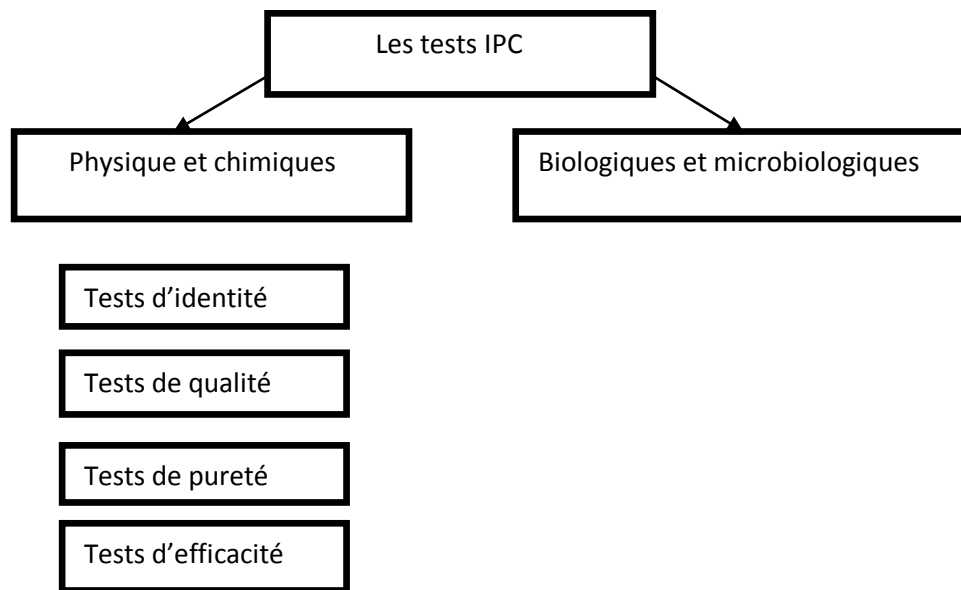 Les tests IPC
Physique et chimiques
Biologiques et microbiologiques
Tests d’identité
Tests de qualité
Tests de pureté
Tests d’efficacité